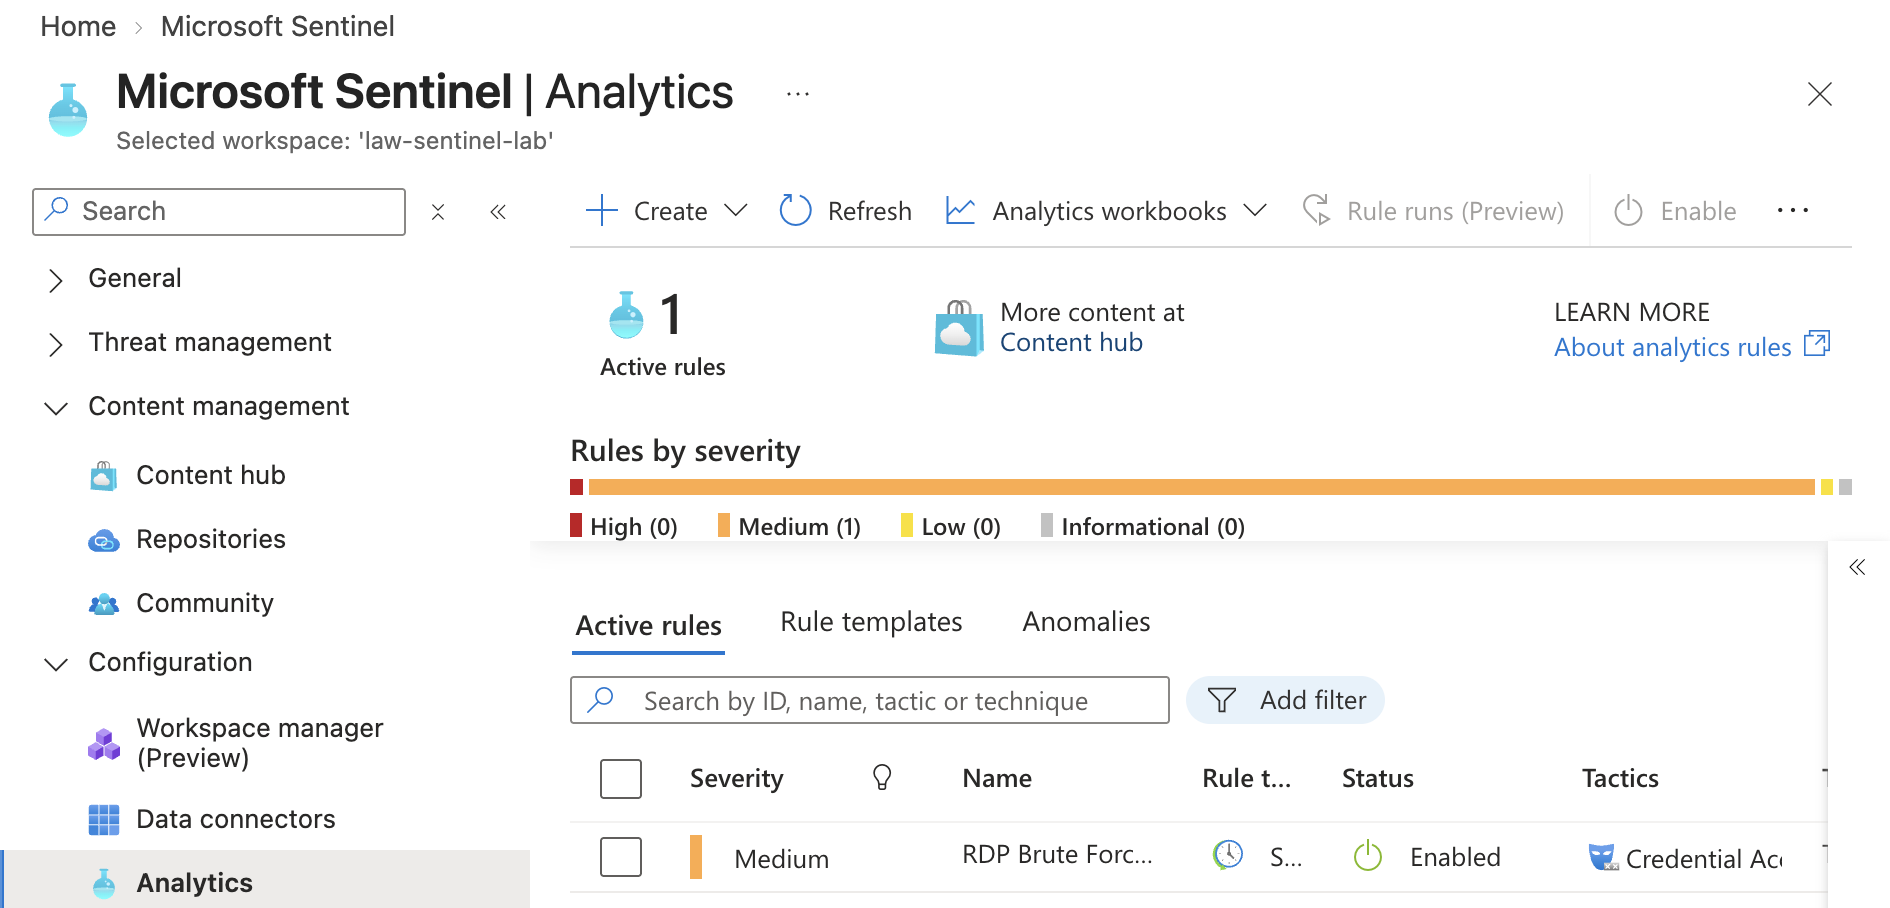 Home > Microsoft Sentinel
Microsoft Sentinel | Analytics ...
Selected workspace: 'law-sentinel-lab'
Search
General
Threat management
Content management
Content hub
Repositories
Community
Configuration
Workspace manager
(Preview)
Data connectors
Analytics
Create
Refresh
Analytics workbooks
Rule runs (Preview)
Enable
...
1
Active rules
More content at
Content hub
LEARN MORE
About analytics rules
Rules by severity
High (0) Medium (1) Low (0) Informational (0)
Active rules Rule templates Anomalies
Search by ID, name, tactic or technique
Add filter
Severity Name Rule t... Status Tactics
Medium RDP Brute Forc... S... Enabled Credential Acc